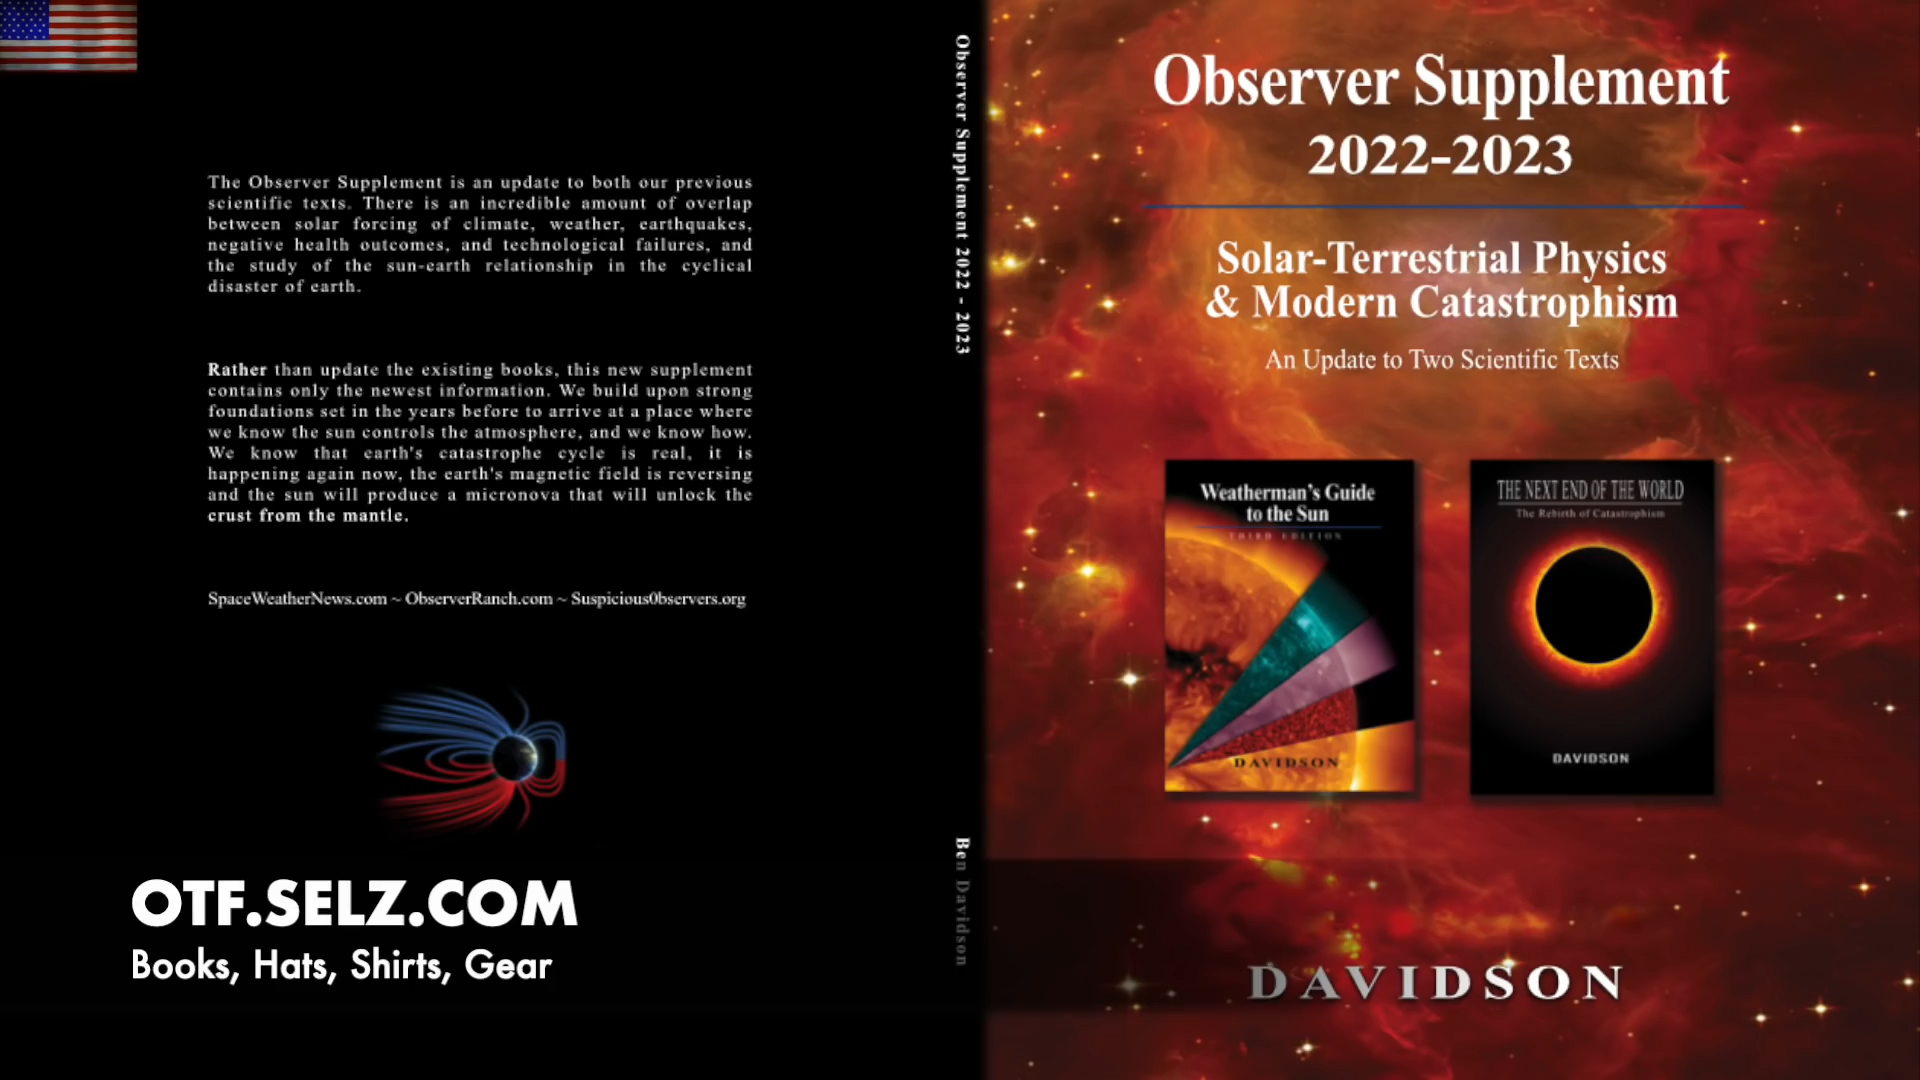 The Observer Supplement is an update to both our previous
scientific texts. There is an incredible amount of overlap
between solar forcing of climate, weather, earthquakes,
negative health outcomes, and technological failures, and
the study of the sun-earth relationship in the cyclical
disaster of earth.
Rather than update the existing books, this new supplement
contains only the newest information. We build upon strong
foundations set in the years before to arrive at a place where
we know the sun controls the atmosphere, and we know how.
We know that earth's catastrophe cycle is real, it is
happening again now, the earth's magnetic field is reversing
and the sun will produce a micronova that will unlock the
crust from the mantle.
SpaceWeatherNews.com ~ ObserverRanch.com ~ Suspicious0bservers.org
OTF.SELZ.COM
Books, Hats, Shirts, Gear
Observer Supplement 2022 - 2023
Ben Davidson
Observer Supplement
2022-2023
Solar-Terrestrial Physics
& Modern Catastrophism
An Update to Two Scientific Texts
Weatherman's Guide
to the Sun
THIRD EDITION
DAVIDSON
THE NEXT END OF THE WORLD
The Rebirth of Catastrophism
DAVIDSON
DAVIDSON